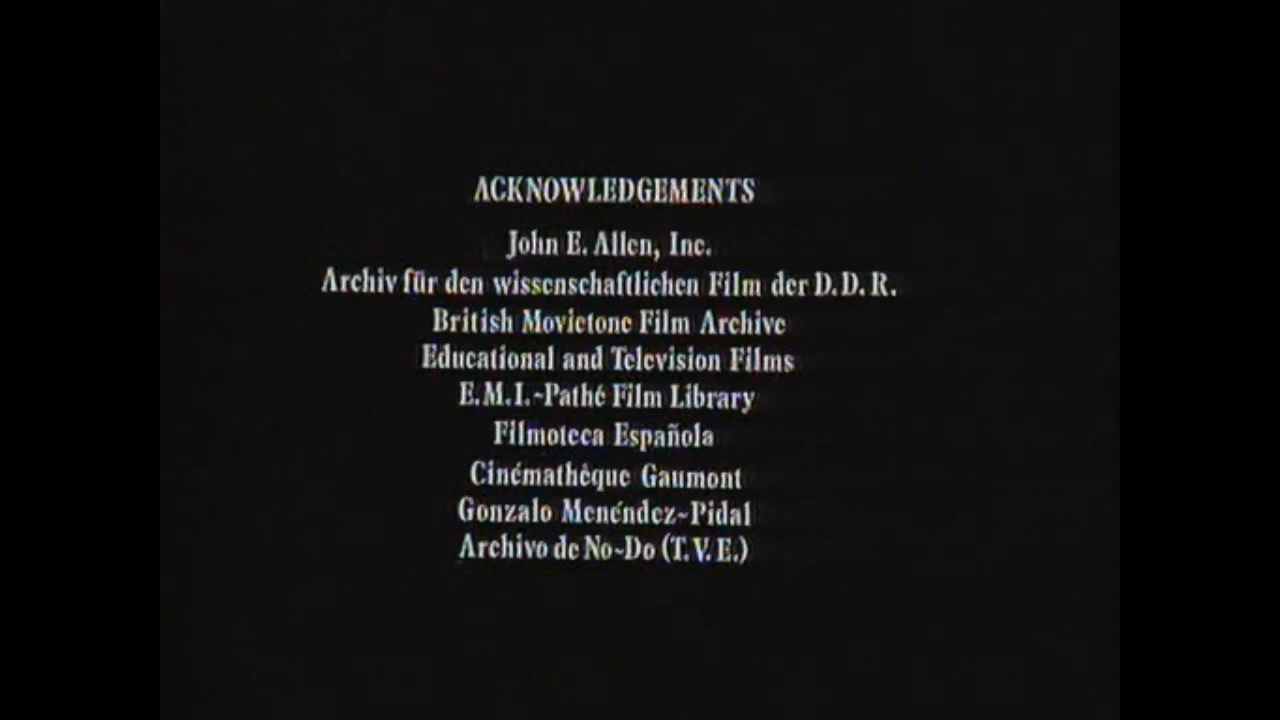 ACKNOWLEDGEMENTS
John E. Allen, Inc.
Archiv für den wissenschaftlichen Film der D.D.R.
British Movietone Film Archive
Educational and Television Films
E.M.I.-Pathé Film Library
Filmoteca Española
Cinémathèque Gaumont
Gonzalo Menéndez-Pidal
Archivo de No-Do (T.V.E.)